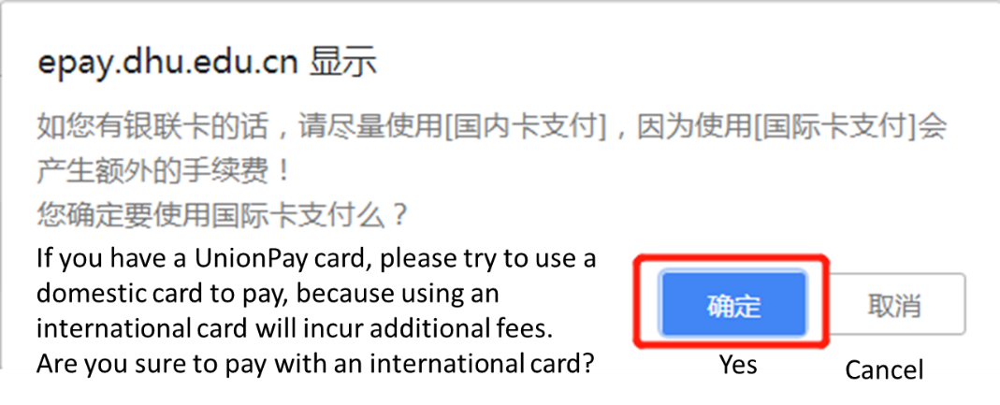 epay.dhu.edu.cn 显示
如您有银联卡的话，请尽量使用[国内卡支付]，因为使用[国际卡支付]会
产生额外的手续费！
您确定要使用国际卡支付么？
If you have a UnionPay card, please try to use a
domestic card to pay, because using an
international card will incur additional fees.
Are you sure to pay with an international card?
确定
取消
Yes
Cancel